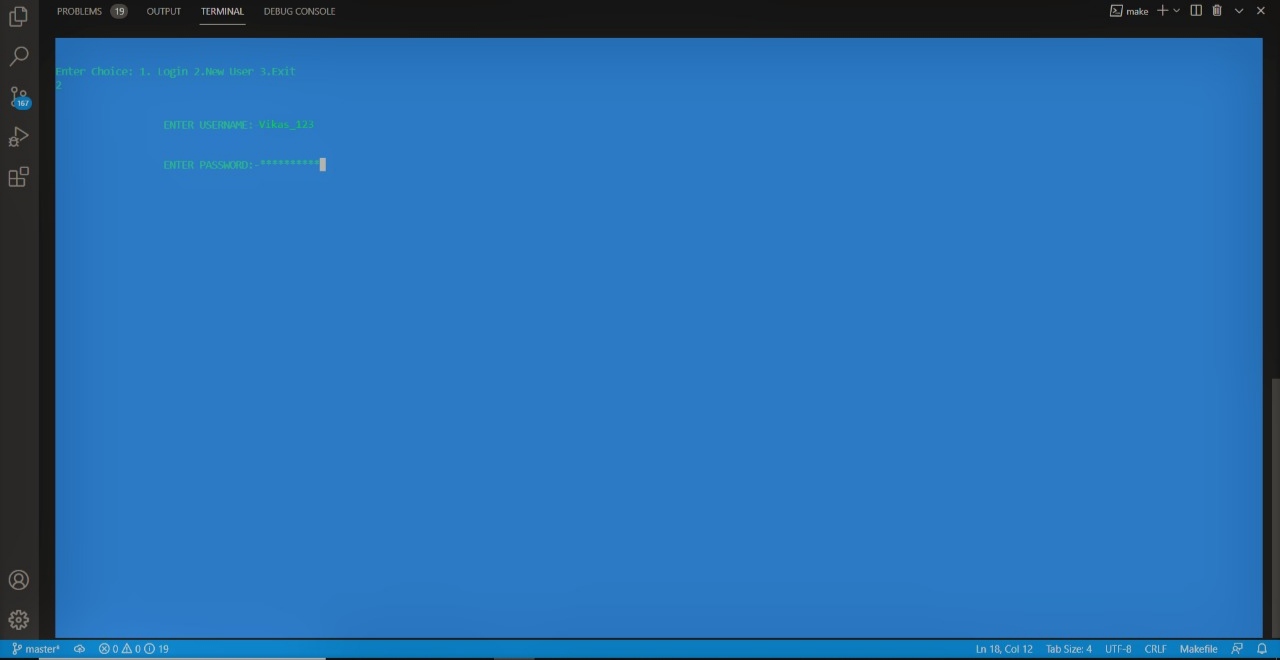 PROBLEMS 19 OUTPUT TERMINAL DEBUG CONSOLE make
Enter Choice: 1. Login 2.New User 3.Exit
2
167
ENTER USERNAME:-Vikas_123
ENTER PASSWORD:-**********
master* 0 0 19 Ln 18, Col 12 Tab Size: 4 UTF-8 CRLF Makefile